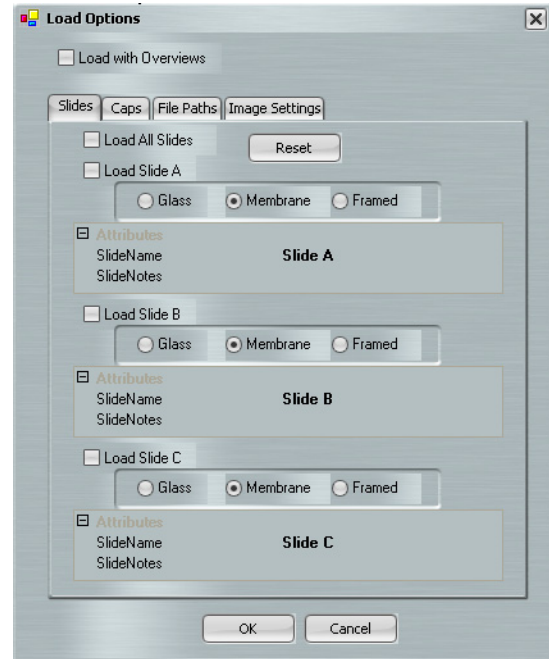 Load Options
Load with Overviews
Slides Caps File Paths Image Settings
Load All Slides Reset
Load Slide A
Glass Membrane Framed
Attributes
SlideName Slide A
SlideNotes
Load Slide B
Glass Membrane Framed
Attributes
SlideName Slide B
SlideNotes
Load Slide C
Glass Membrane Framed
Attributes
SlideName Slide C
SlideNotes
OK Cancel